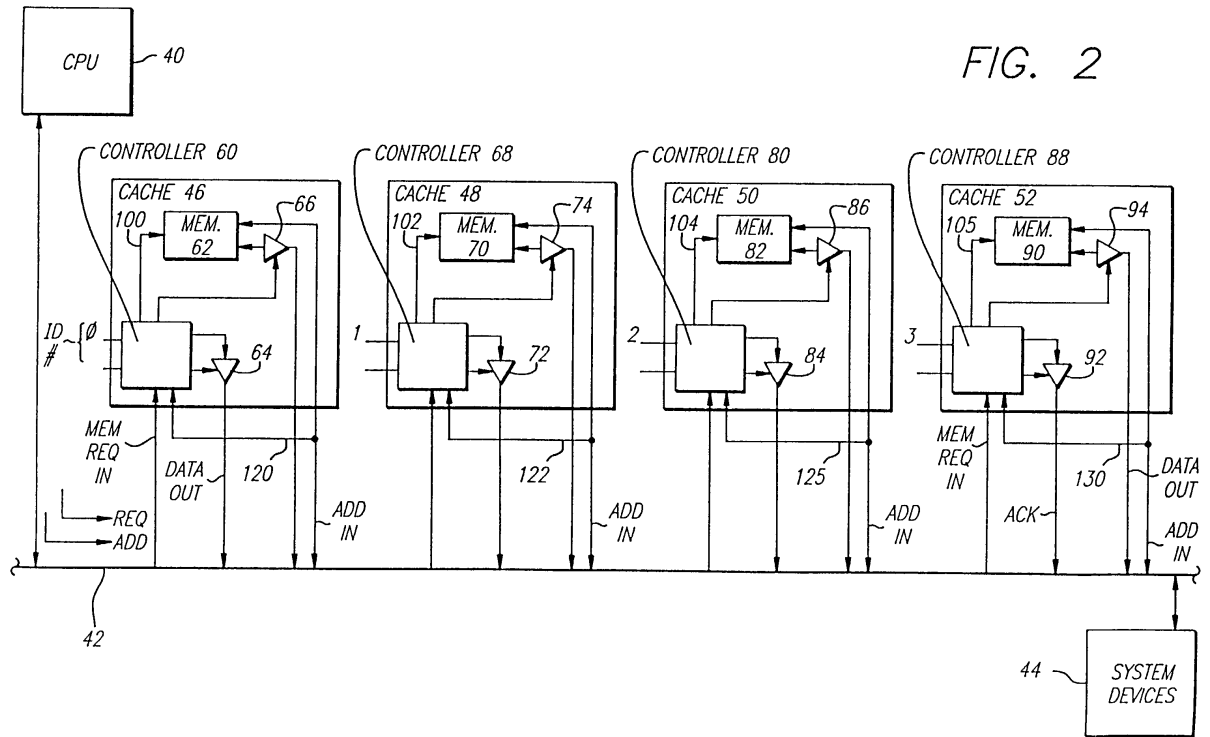 CPU
40
FIG. 2
CONTROLLER 60
CONTROLLER 68
CONTROLLER 80
CONTROLLER 88
CACHE 46
66
100
MEM.
62
CACHE 48
74
102
MEM.
70
CACHE 50
86
104
MEM.
82
CACHE 52
94
105
MEM.
90
ID
#
Ø
64
1
72
2
84
3
92
MEM
REQ
IN
DATA
OUT
120
ADD
IN
122
ADD
IN
125
ADD
IN
MEM
REQ
IN
ACK
130
DATA
OUT
ADD
IN
REQ
ADD
42
44
SYSTEM
DEVICES